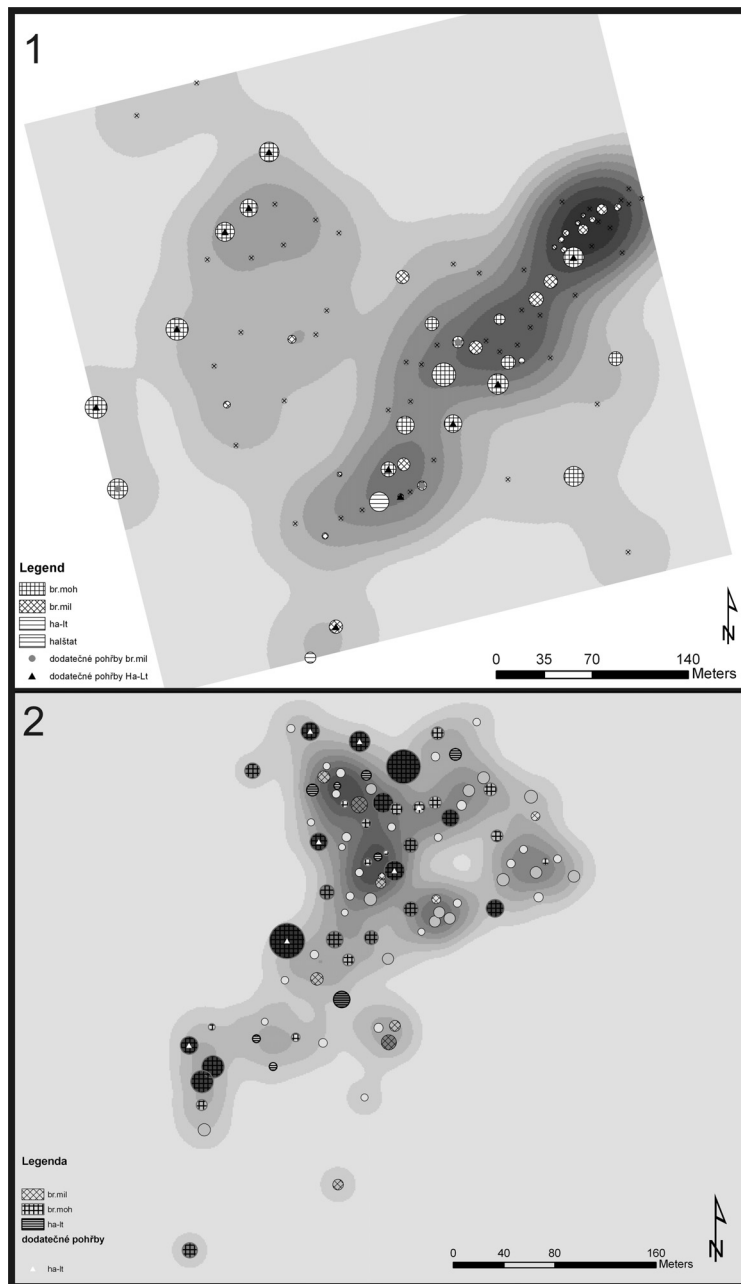 1
Legend
br.moh
br.mil
ha-lt
halštat
dodatečné pohřby br.mil
dodatečné pohřby Ha-Lt
N
0 35 70 140
Meters
2
Legenda
br.mil
br.moh
ha-lt
dodatečné pohřby
ha-lt
N
0 40 80 160
Meters